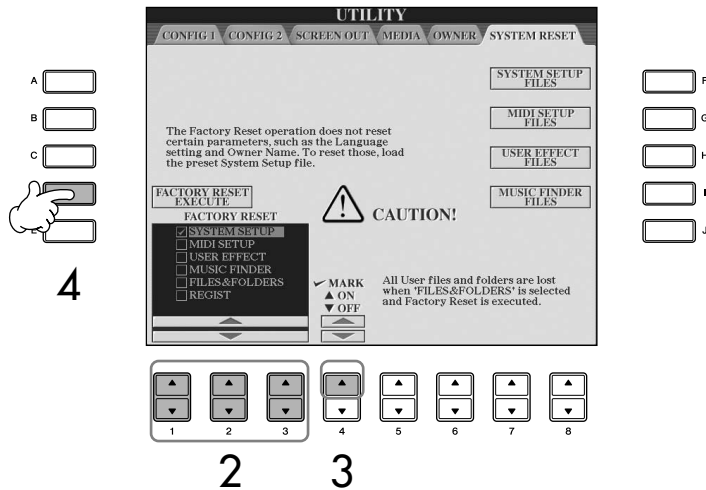 UTILITY
CONFIG 1 CONFIG 2 SCREEN OUT MEDIA OWNER SYSTEM RESET
SYSTEM SETUP
FILES
MIDI SETUP
FILES
USER EFFECT
FILES
MUSIC FINDER
FILES
The Factory Reset operation does not reset
certain parameters, such as the Language
setting and Owner Name. To reset those, load
the preset System Setup file.
FACTORY RESET
EXECUTE
CAUTION!
FACTORY RESET
SYSTEM SETUP
MIDI SETUP
USER EFFECT
MUSIC FINDER
FILES&FOLDERS
REGIST
MARK
▲ ON
▼ OFF
All User files and folders are lost
when 'FILES&FOLDERS' is selected
and Factory Reset is executed.
A
B
C
E
F
G
H
I
J
4
1 2 3 4 5 6 7 8
2 3